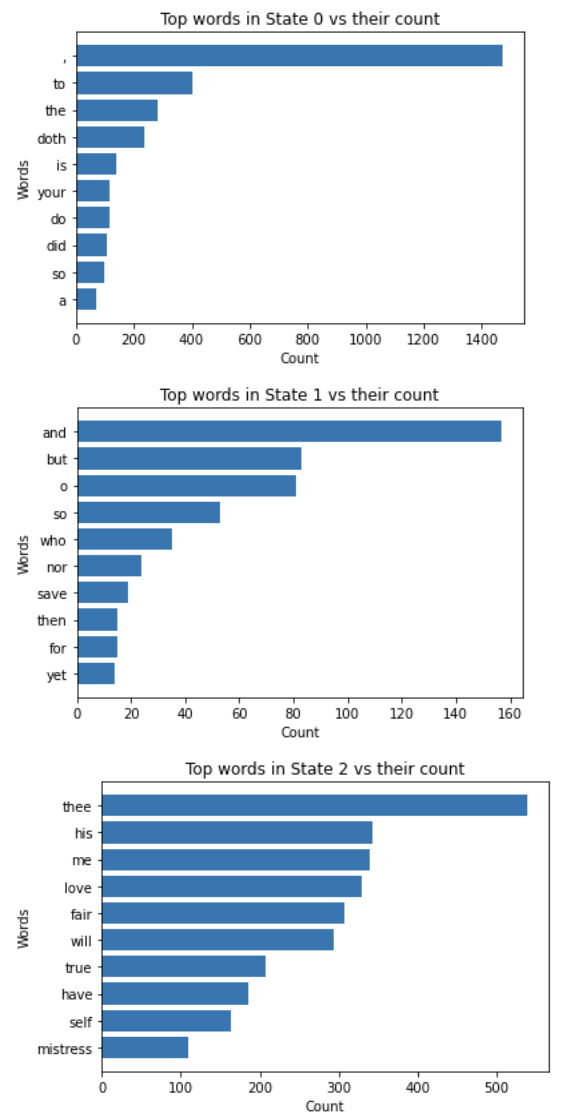 Top words in State 0 vs their count
,
to
the
doth
is
your
do
did
so
a
Words
0 200 400 600 800 1000 1200 1400
Count
Top words in State 1 vs their count
and
but
o
so
who
nor
save
then
for
yet
Words
0 20 40 60 80 100 120 140 160
Count
Top words in State 2 vs their count
thee
his
me
love
fair
will
true
have
self
mistress
Words
0 100 200 300 400 500
Count